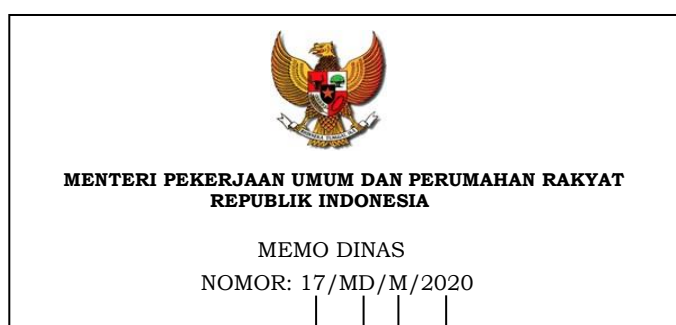 MENTERI PEKERJAAN UMUM DAN PERUMAHAN RAKYAT
REPUBLIK INDONESIA
MEMO DINAS
NOMOR: 17/MD/M/2020